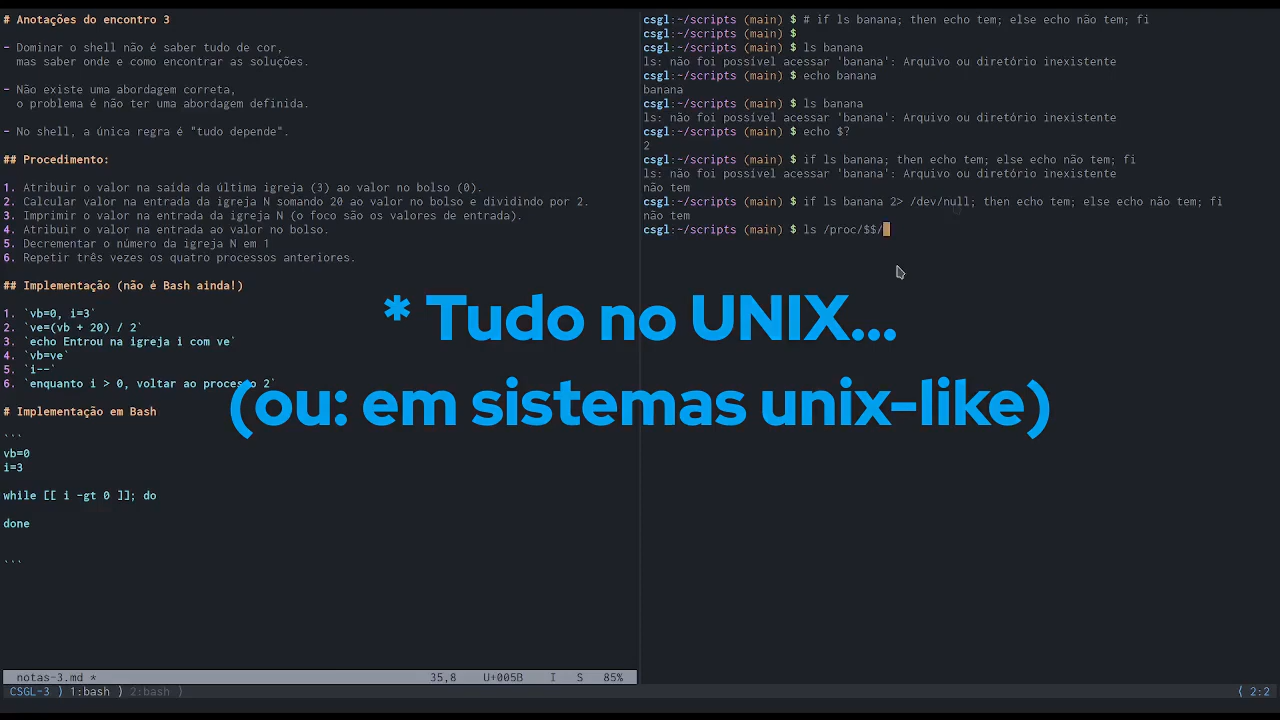 # Anotações do encontro 3
- Dominar o shell não é saber tudo de cor,
mas saber onde e como encontrar as soluções.
- Não existe uma abordagem correta,
o problema é não ter uma abordagem definida.
- No shell, a única regra é "tudo depende".
## Procedimento:
1. Atribuir o valor na saída da última igreja (3) ao valor no bolso (0).
2. Calcular valor na entrada da igreja N somando 20 ao valor no bolso e dividindo por 2.
3. Imprimir o valor na entrada da igreja N (o foco são os valores de entrada).
4. Atribuir o valor na entrada ao valor no bolso.
5. Decrementar o número da igreja N em 1
6. Repetir três vezes os quatro processos anteriores.
## Implementação (não é Bash ainda!)
1. `vb=0, i=3`
2. `ve=(vb + 20) / 2`
3. `echo Entrou na igreja i com ve`
4. `vb=ve`
5. `i--`
6. `enquanto i > 0, voltar ao processo 2`
# Implementação em Bash
```
vb=0
i=3
while [[ i -gt 0 ]]; do
done
```
notas-3.md * 35,8 U+005B I S 85%
csgl:~/scripts (main) $ # if ls banana; then echo tem; else echo não tem; fi
csgl:~/scripts (main) $
csgl:~/scripts (main) $ ls banana
ls: não foi possível acessar 'banana': Arquivo ou diretório inexistente
csgl:~/scripts (main) $ echo banana
banana
csgl:~/scripts (main) $ ls banana
ls: não foi possível acessar 'banana': Arquivo ou diretório inexistente
csgl:~/scripts (main) $ echo $?
2
csgl:~/scripts (main) $ if ls banana; then echo tem; else echo não tem; fi
ls: não foi possível acessar 'banana': Arquivo ou diretório inexistente
não tem
csgl:~/scripts (main) $ if ls banana 2> /dev/null; then echo tem; else echo não tem; fi
não tem
csgl:~/scripts (main) $ ls /proc/$$/
* Tudo no UNIX...
(ou: em sistemas unix-like)
CSGL-3 ⟩ 1:bash ⟩ 2:bash ⟩ ⟨ 2:2